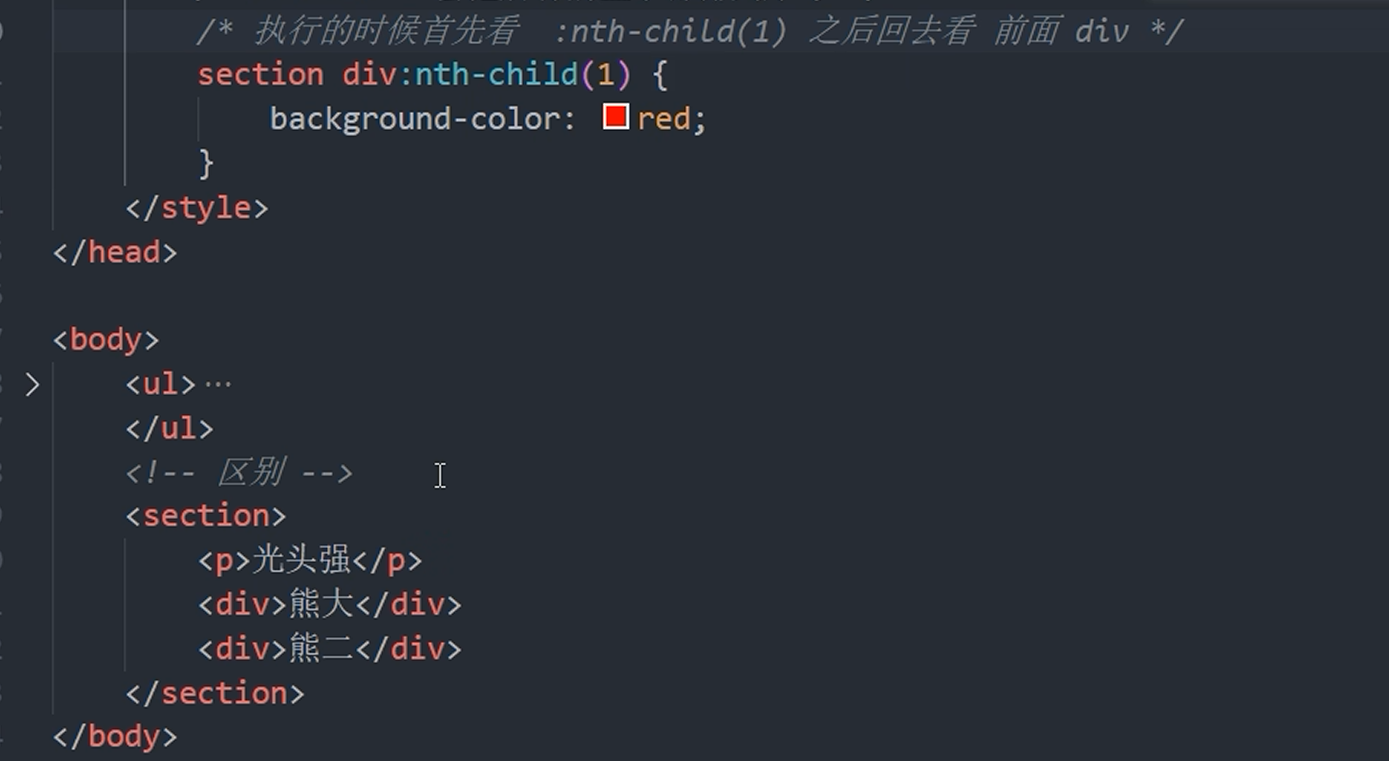 /* 执行的时候首先看  :nth-child(1) 之后回去看 前面 div */
section div:nth-child(1) {
background-color: red;
}
</style>
</head>
<body>
<ul>···
</ul>
<!-- 区别 -->
<section>
<p>光头强</p>
<div>熊大</div>
<div>熊二</div>
</section>
</body>